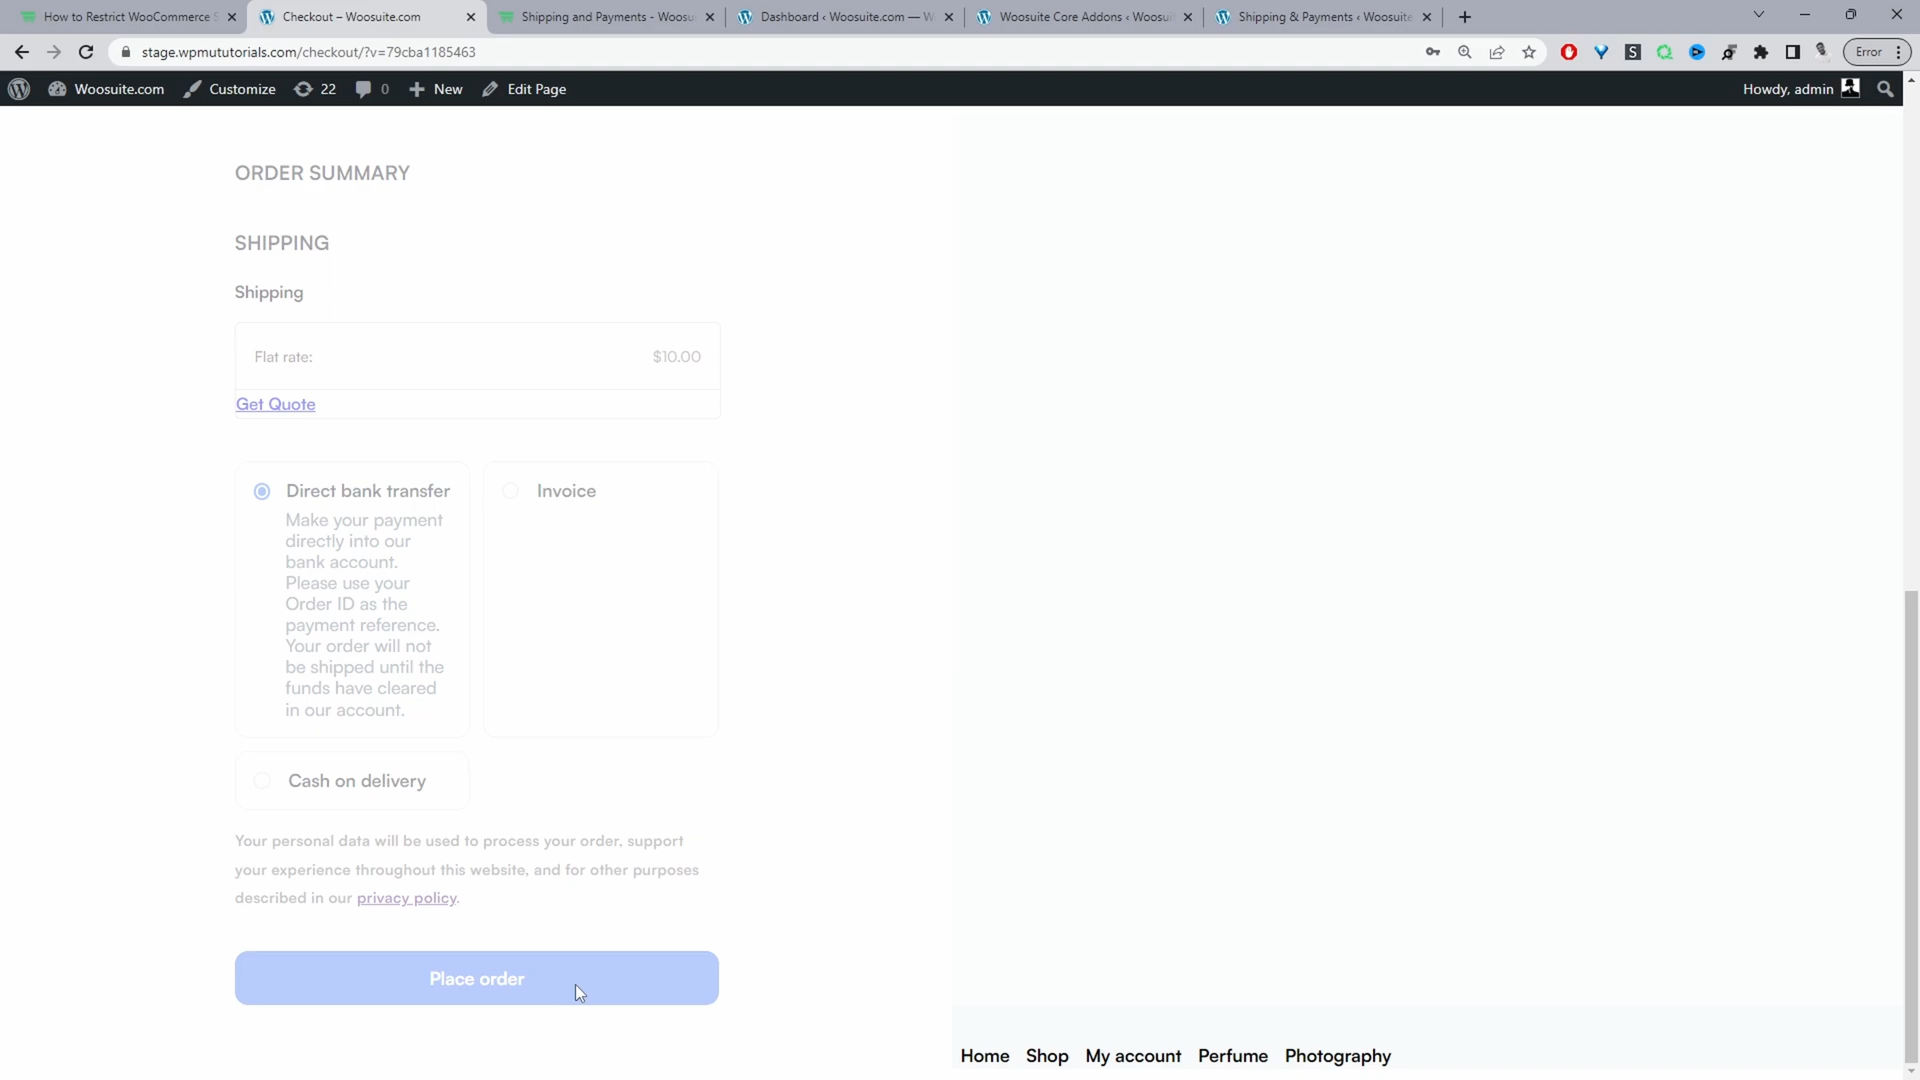 How to Restrict WooCommerce S
Checkout – Woosuite.com
Shipping and Payments - Woosu
Dashboard ‹ Woosuite.com — W
Woosuite Core Addons ‹ Woosui
Shipping & Payments ‹ Woosuite
stage.wpmututorials.com/checkout/?v=79cba1185463
Error
Woosuite.com
Customize
22
0
New
Edit Page
Howdy, admin
ORDER SUMMARY
SHIPPING
Shipping
Flat rate: $10.00
Get Quote
Direct bank transfer
Make your payment
directly into our
bank account.
Please use your
Order ID as the
payment reference.
Your order will not
be shipped until the
funds have cleared
in our account.
Invoice
Cash on delivery
Your personal data will be used to process your order, support
your experience throughout this website, and for other purposes
described in our privacy policy.
Place order
Home Shop My account Perfume Photography